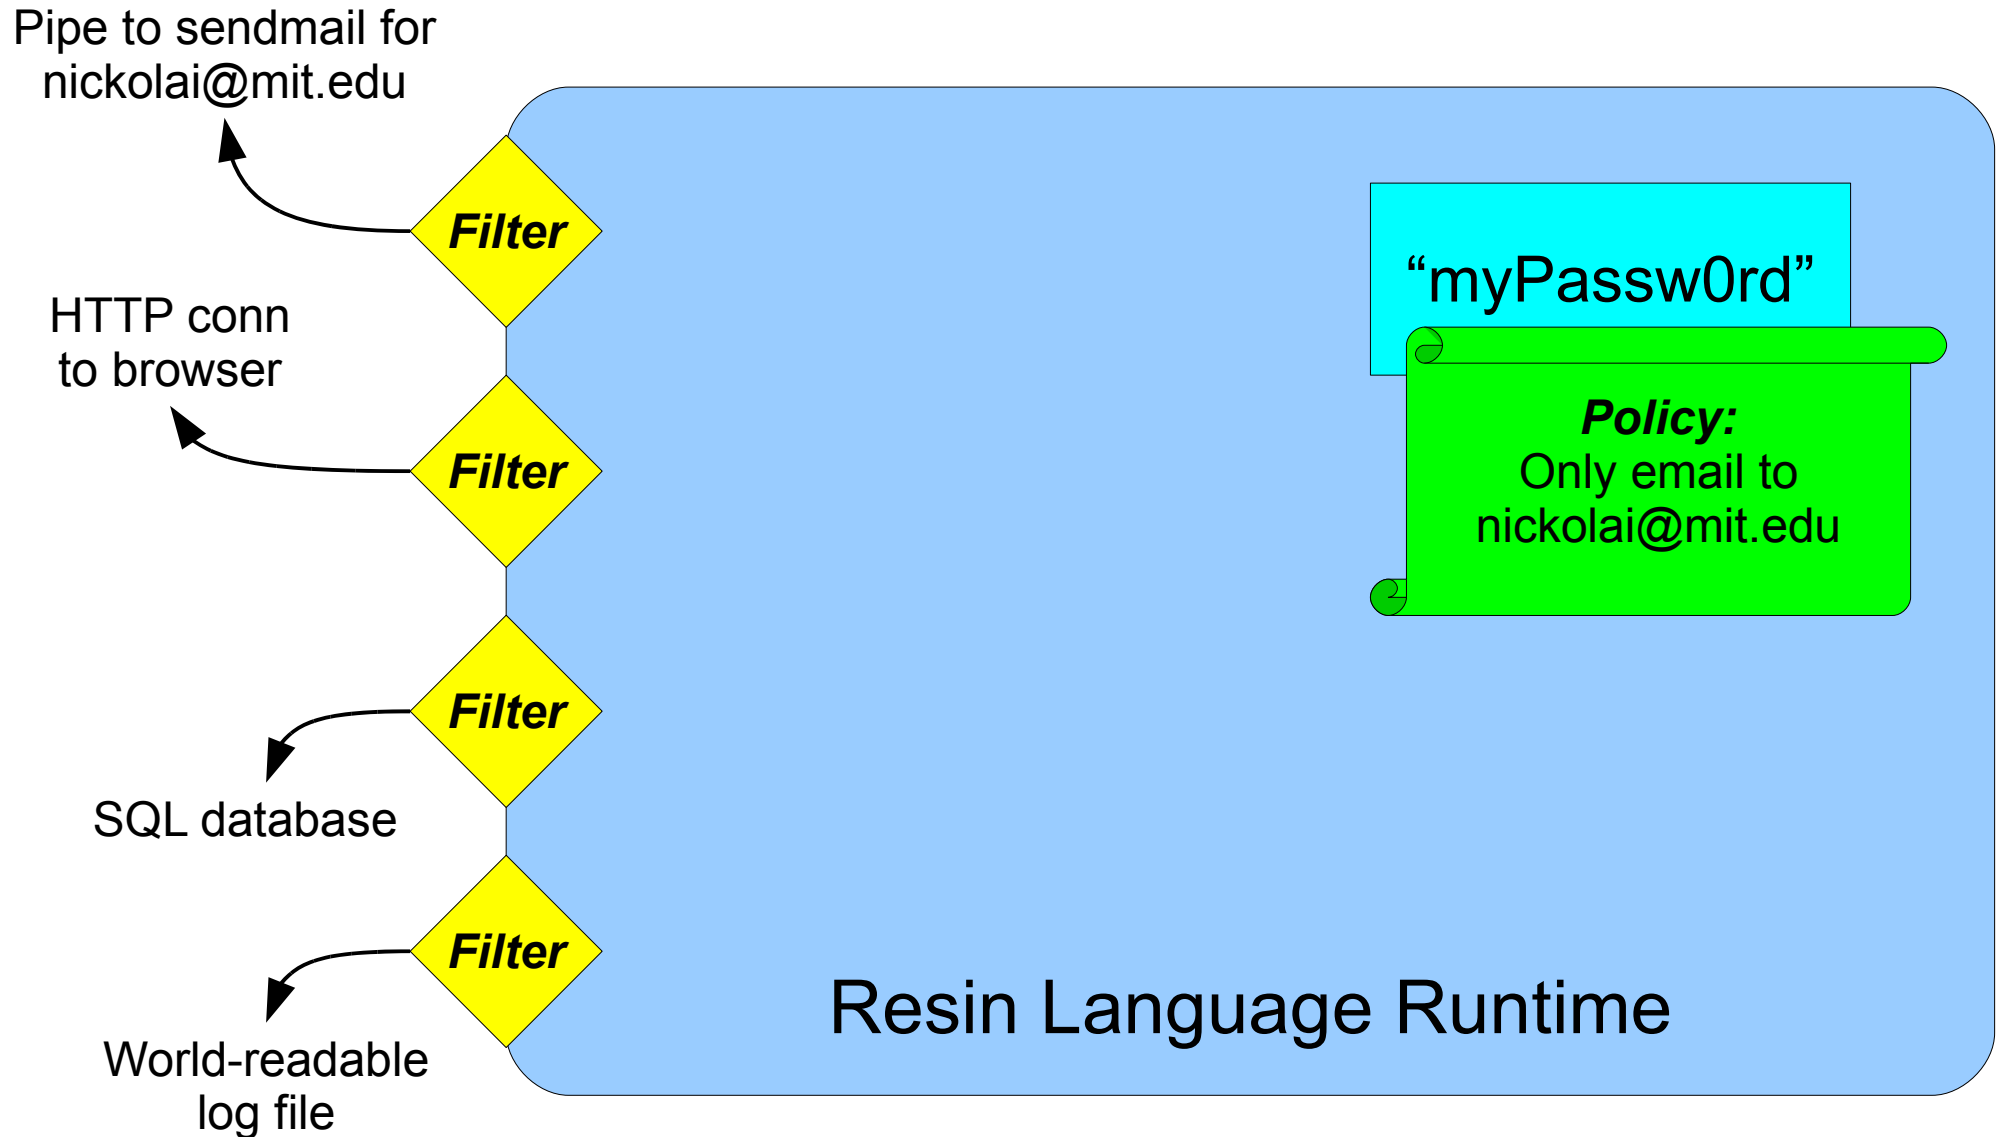 Pipe to sendmail for
nickolai@mit.edu
Filter
“myPassw0rd”
HTTP conn
to browser
Filter
Policy:
Only email to
nickolai@mit.edu
Filter
SQL database
Filter
Resin Language Runtime
World-readable
log file